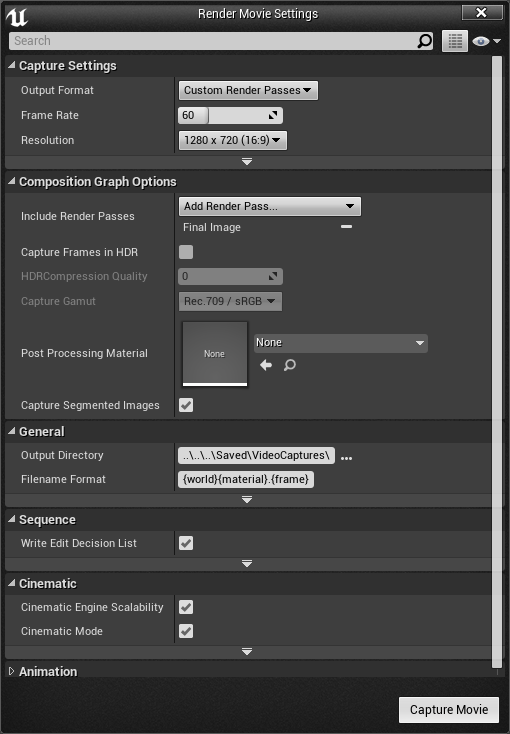 Render Movie Settings
Search
Capture Settings
Output Format Custom Render Passes
Frame Rate 60
Resolution 1280 x 720 (16:9)
Composition Graph Options
Include Render Passes Add Render Pass...
Final Image
Capture Frames in HDR
HDRCompression Quality 0
Capture Gamut Rec.709 / sRGB
Post Processing Material None None
Capture Segmented Images
General
Output Directory ..\..\..\Saved\VideoCaptures\ ...
Filename Format {world}{material}.{frame}
Sequence
Write Edit Decision List
Cinematic
Cinematic Engine Scalability
Cinematic Mode
Animation
Capture Movie